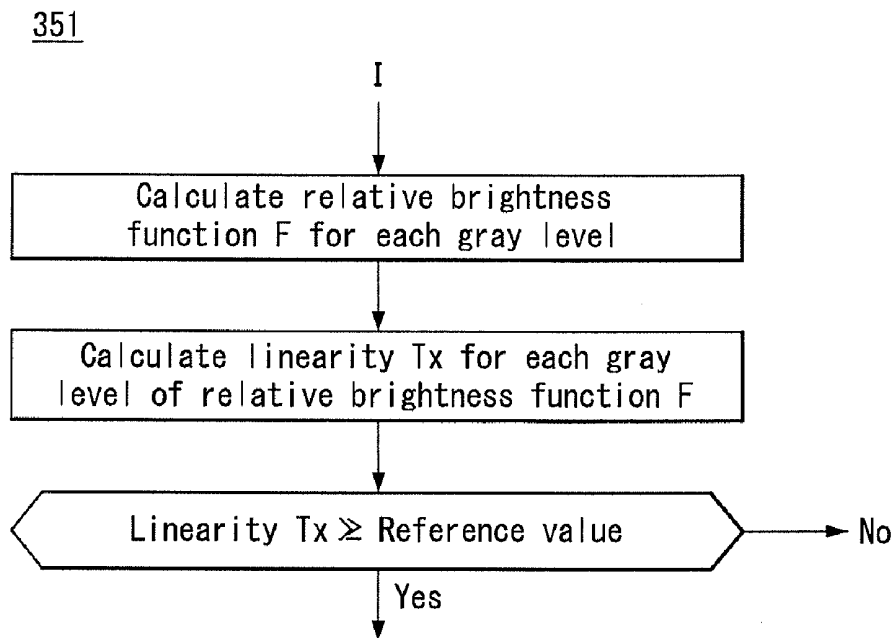 351
I
Calculate relative brightness
function F for each gray level
Calculate linearity Tx for each gray
level of relative brightness function F
Linearity Tx ≥ Reference value
No
Yes